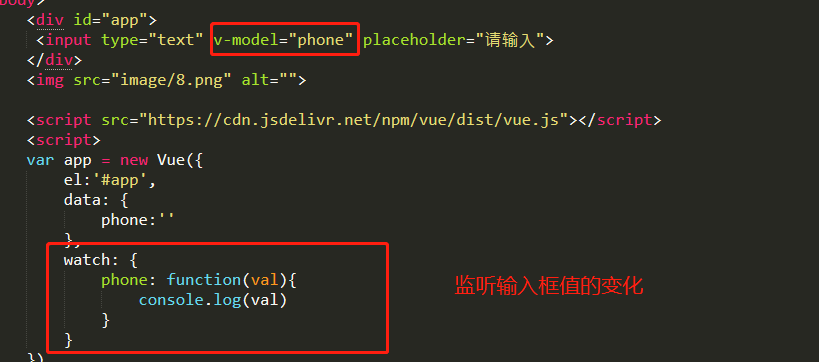 body>
<div id="app">
<input type="text" v-model="phone" placeholder="请输入">
</div>
<img src="image/8.png" alt="">
<script src="https://cdn.jsdelivr.net/npm/vue/dist/vue.js"></script>
<script>
var app = new Vue({
el:'#app',
data: {
phone:''
},
watch: {
phone: function(val){
console.log(val)
}
}
})
监听输入框值的变化